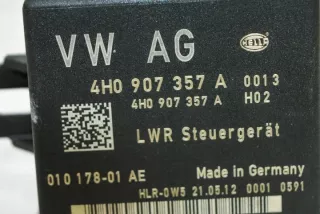 VW AG HELLA
4H0 907 357 A 0013
4H0 907 357 A H02
LWR Steuergerät
010 178-01 AE Made in Germany
HLR-0W5 21.05.12 0001 0591